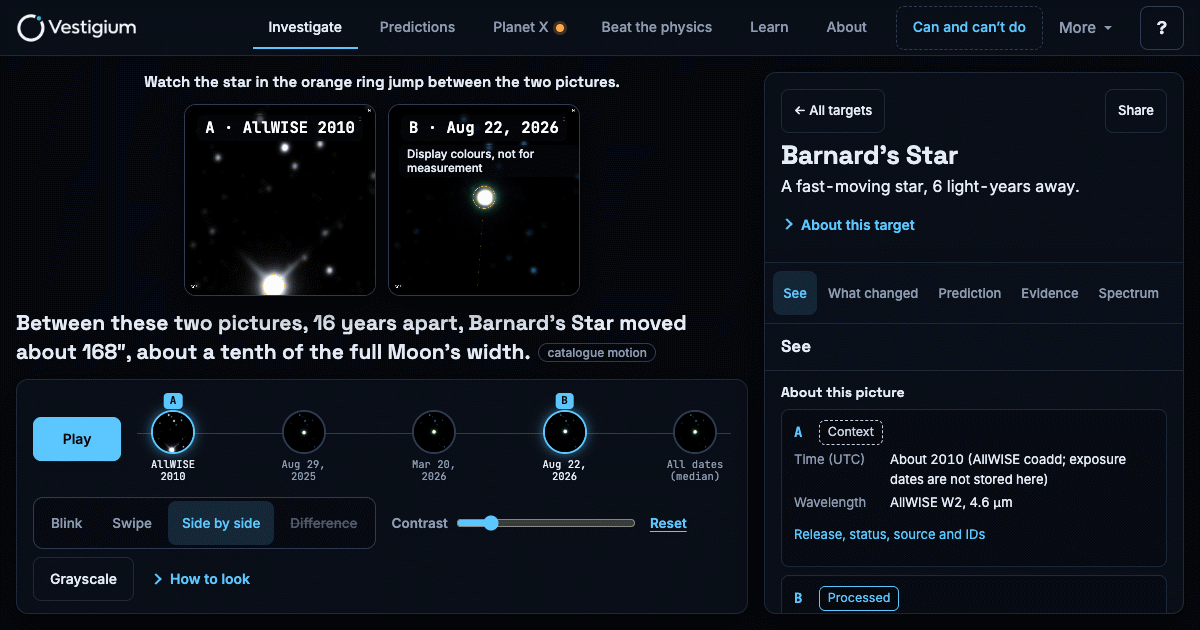 Vestigium
Investigate
Predictions
Planet X
Beat the physics
Learn
About
Can and can't do
More
?
Watch the star in the orange ring jump between the two pictures.
A · AllWISE 2010
B · Aug 22, 2026
Display colours, not for
measurement
Between these two pictures, 16 years apart, Barnard's Star moved
about 168″, about a tenth of the full Moon's width. catalogue motion
Play
A
AllWISE
2010
Aug 29,
2025
Mar 20,
2026
B
Aug 22,
2026
All dates
(median)
Blink
Swipe
Side by side
Difference
Contrast
Reset
Grayscale
How to look
← All targets
Share
Barnard's Star
A fast-moving star, 6 light-years away.
About this target
See
What changed
Prediction
Evidence
Spectrum
See
About this picture
A Context
Time (UTC) About 2010 (AllWISE coadd; exposure
dates are not stored here)
Wavelength AllWISE W2, 4.6 μm
Release, status, source and IDs
B Processed